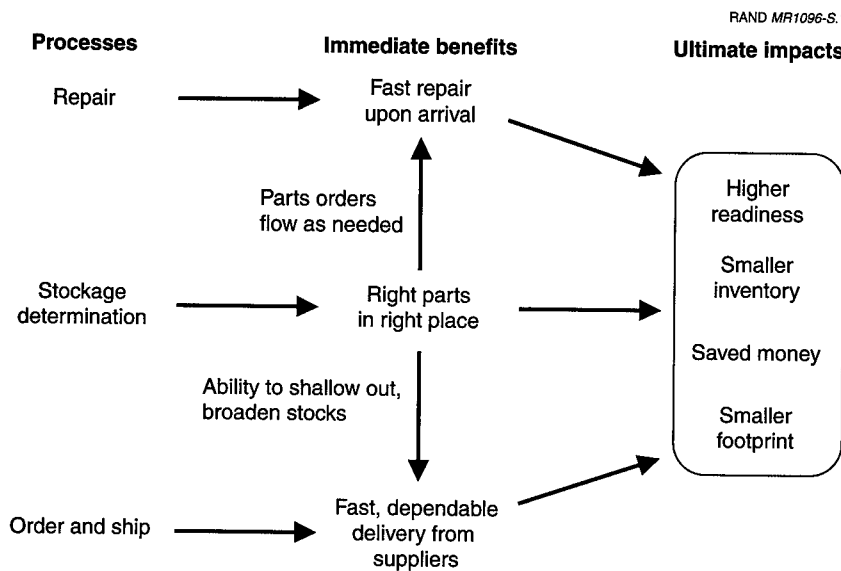 RAND MR1096-S.
Processes
Immediate benefits
Ultimate impacts
Repair
Fast repair
upon arrival
Parts orders
flow as needed
Higher
readiness
Stockage
determination
Right parts
in right place
Smaller
inventory
Saved money
Ability to shallow out,
broaden stocks
Smaller
footprint
Order and ship
Fast, dependable
delivery from
suppliers